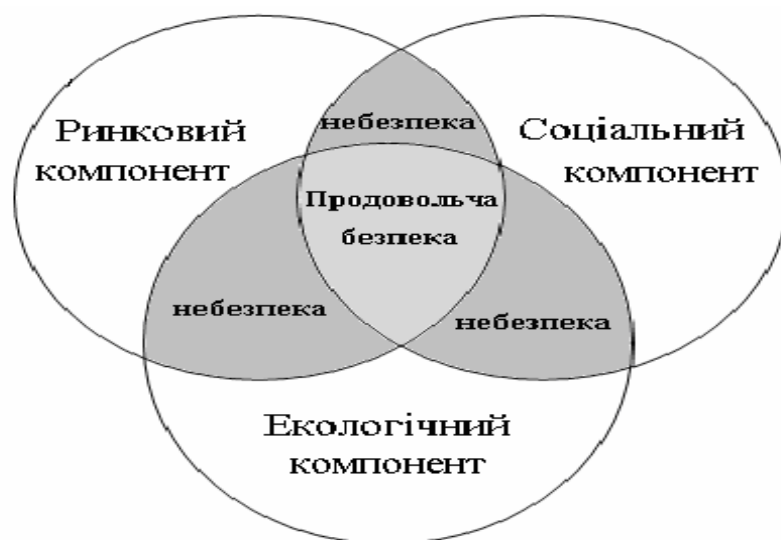 небезпека
Ринковий
компонент
Соціальний
компонент
Продовольча
безпека
небезпека
небезпека
Екологічний
компонент